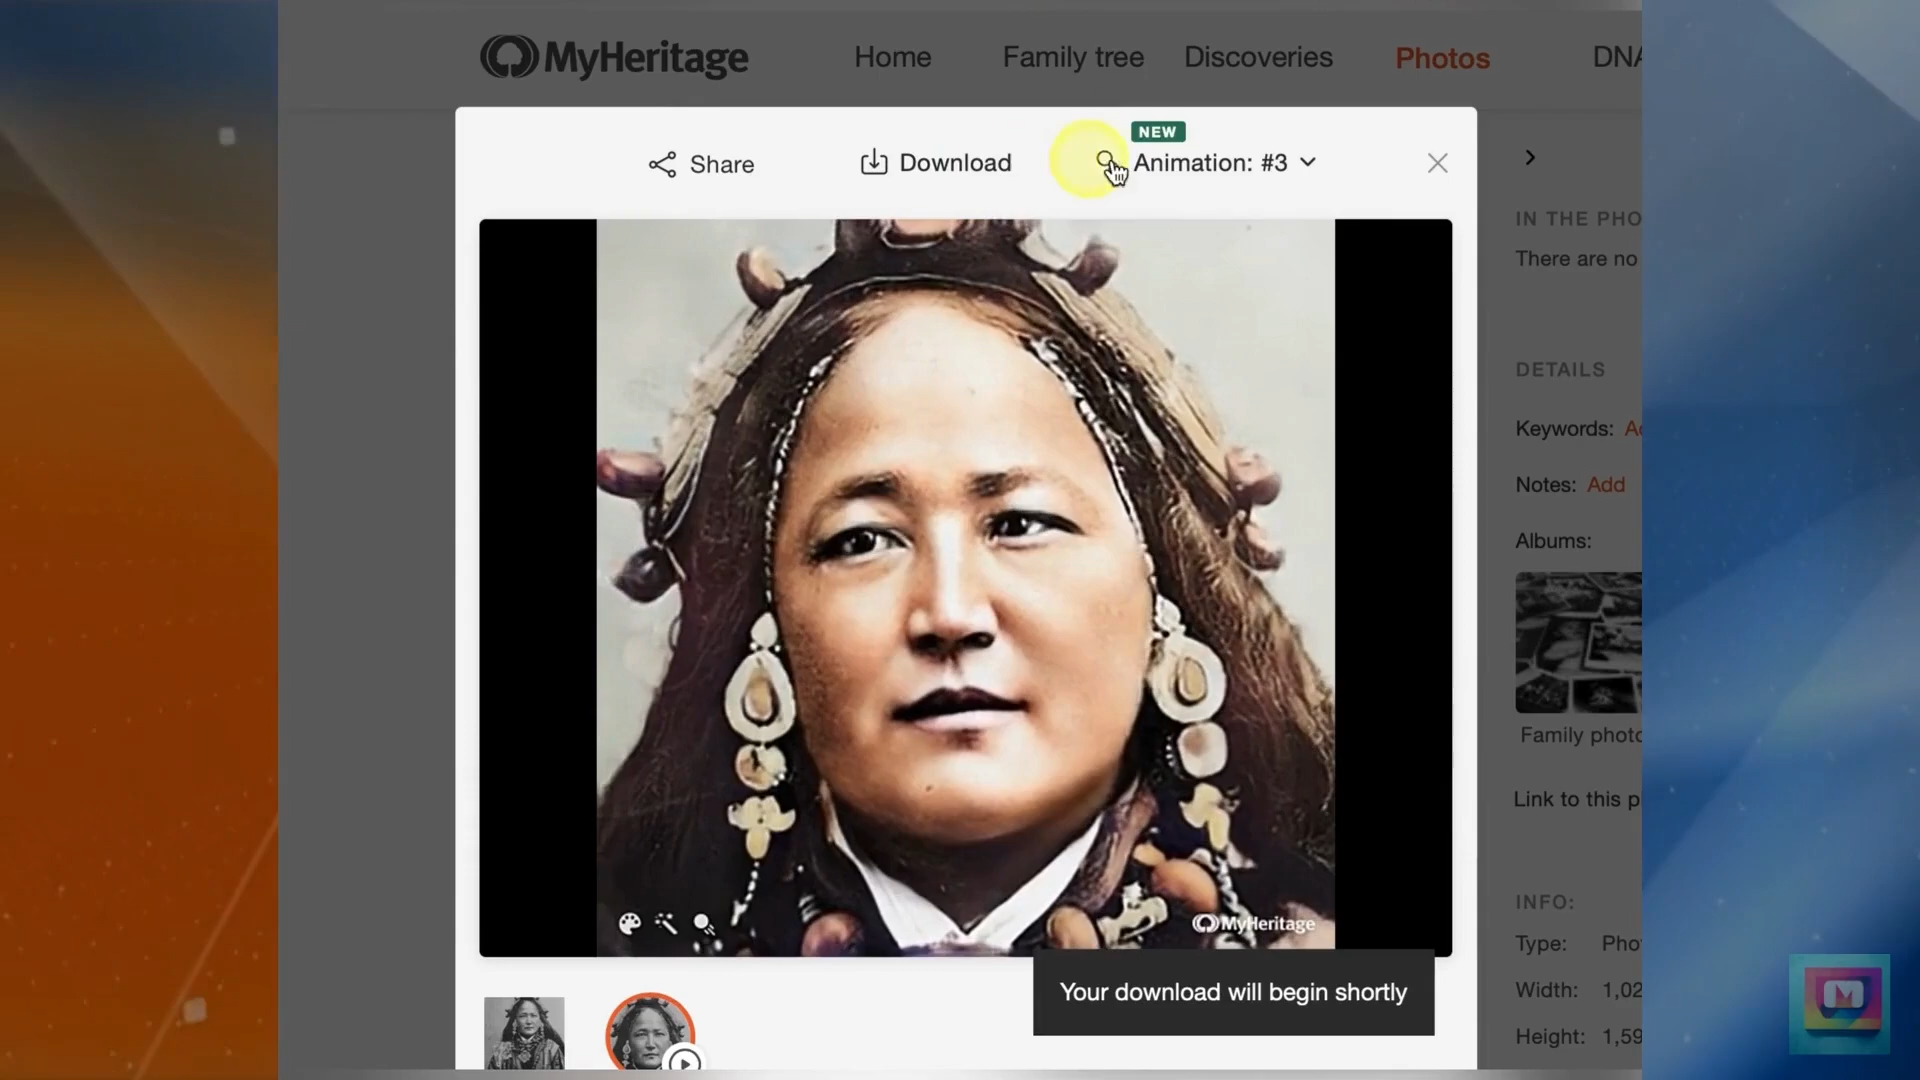 MyHeritage
Home
Family tree
Discoveries
Photos
DNA
NEW
Share
Download
Animation: #3
IN THE PHO
There are no
DETAILS
Keywords:
Notes: Add
Albums:
Family photo
Link to this p
MyHeritage
Your download will begin shortly
INFO:
Type: Pho
Width: 1,02
Height: 1,59
M